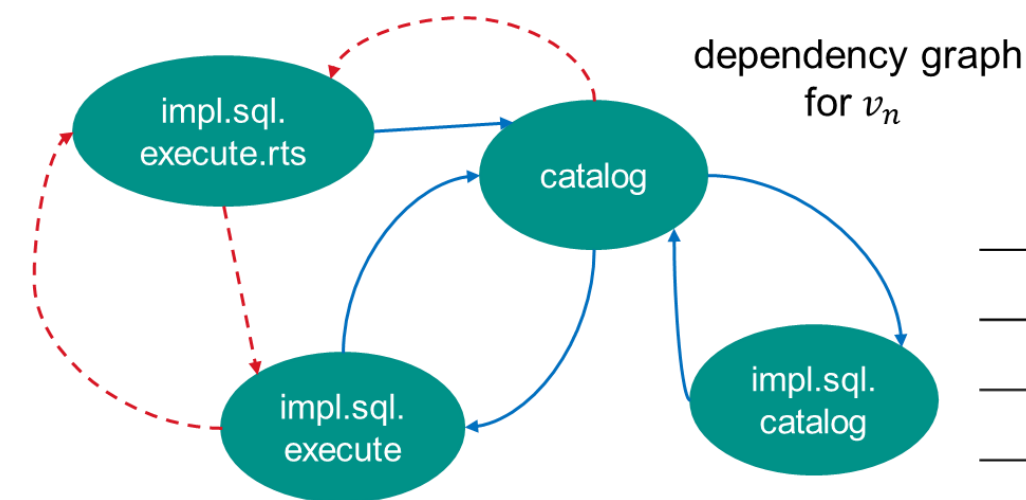 dependency graph
for vₙ
impl.sql.
execute.rts
catalog
impl.sql.
execute
impl.sql.
catalog